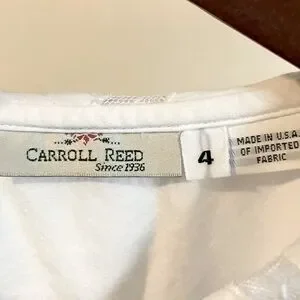 CARROLL REED
Since 1936
4
MADE IN U.S.A.
OF IMPORTED
FABRIC